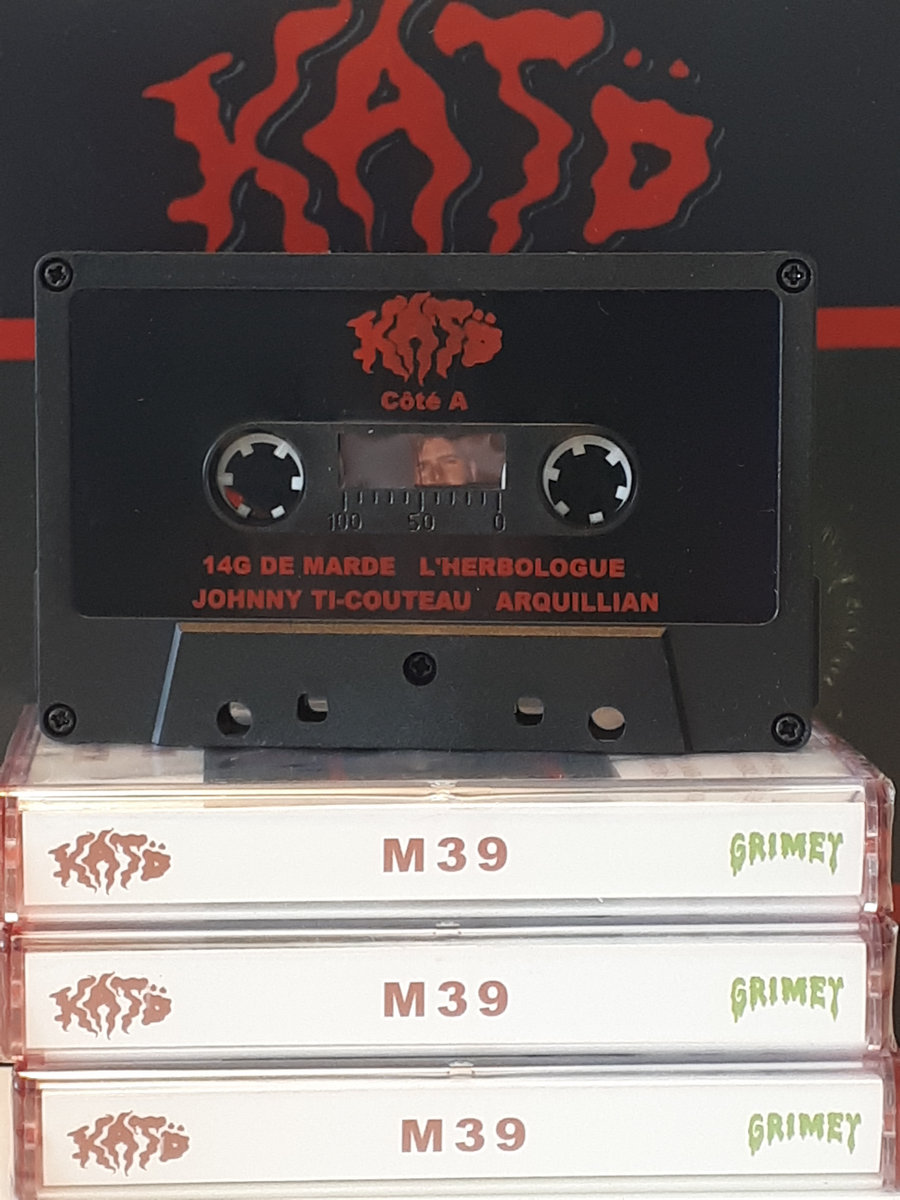 KATÖ
KATÖ
Côté A
100 50 0
14G DE MARDE L'HERBOLOGUE
JOHNNY TI-COUTEAU ARQUILLIAN
KATÖ M39 GRIMEY
KATÖ M39 GRIMEY
KATÖ M39 GRIMEY